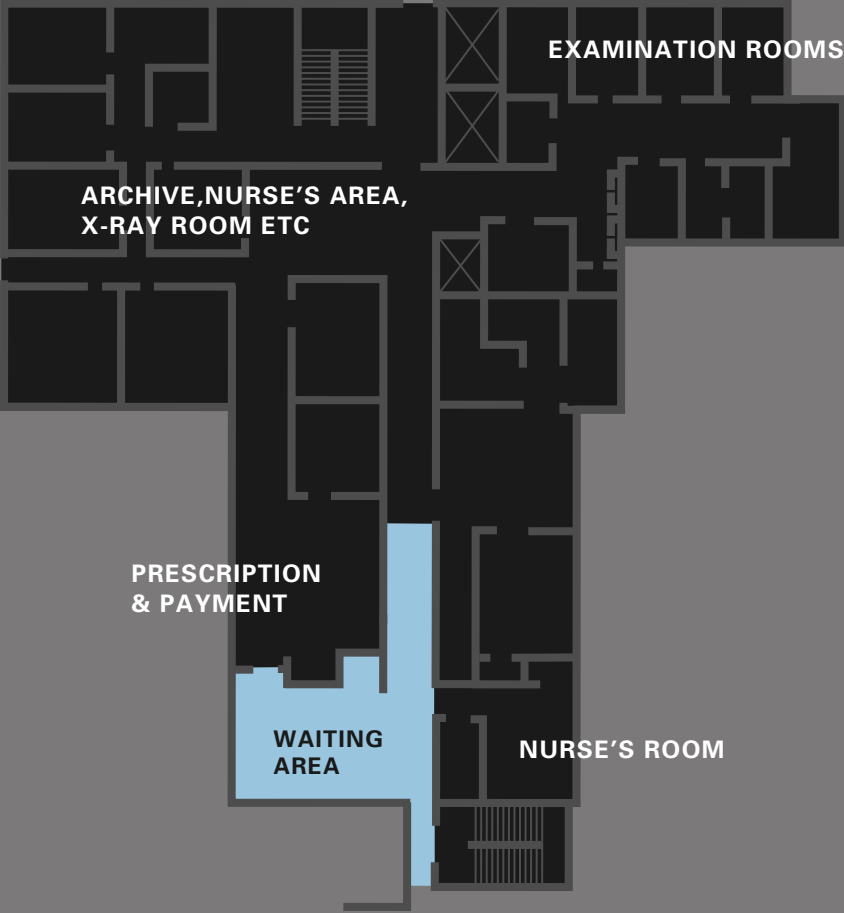 EXAMINATION ROOMS
ARCHIVE,NURSE'S AREA,
X-RAY ROOM ETC
PRESCRIPTION
& PAYMENT
WAITING
AREA
NURSE'S ROOM